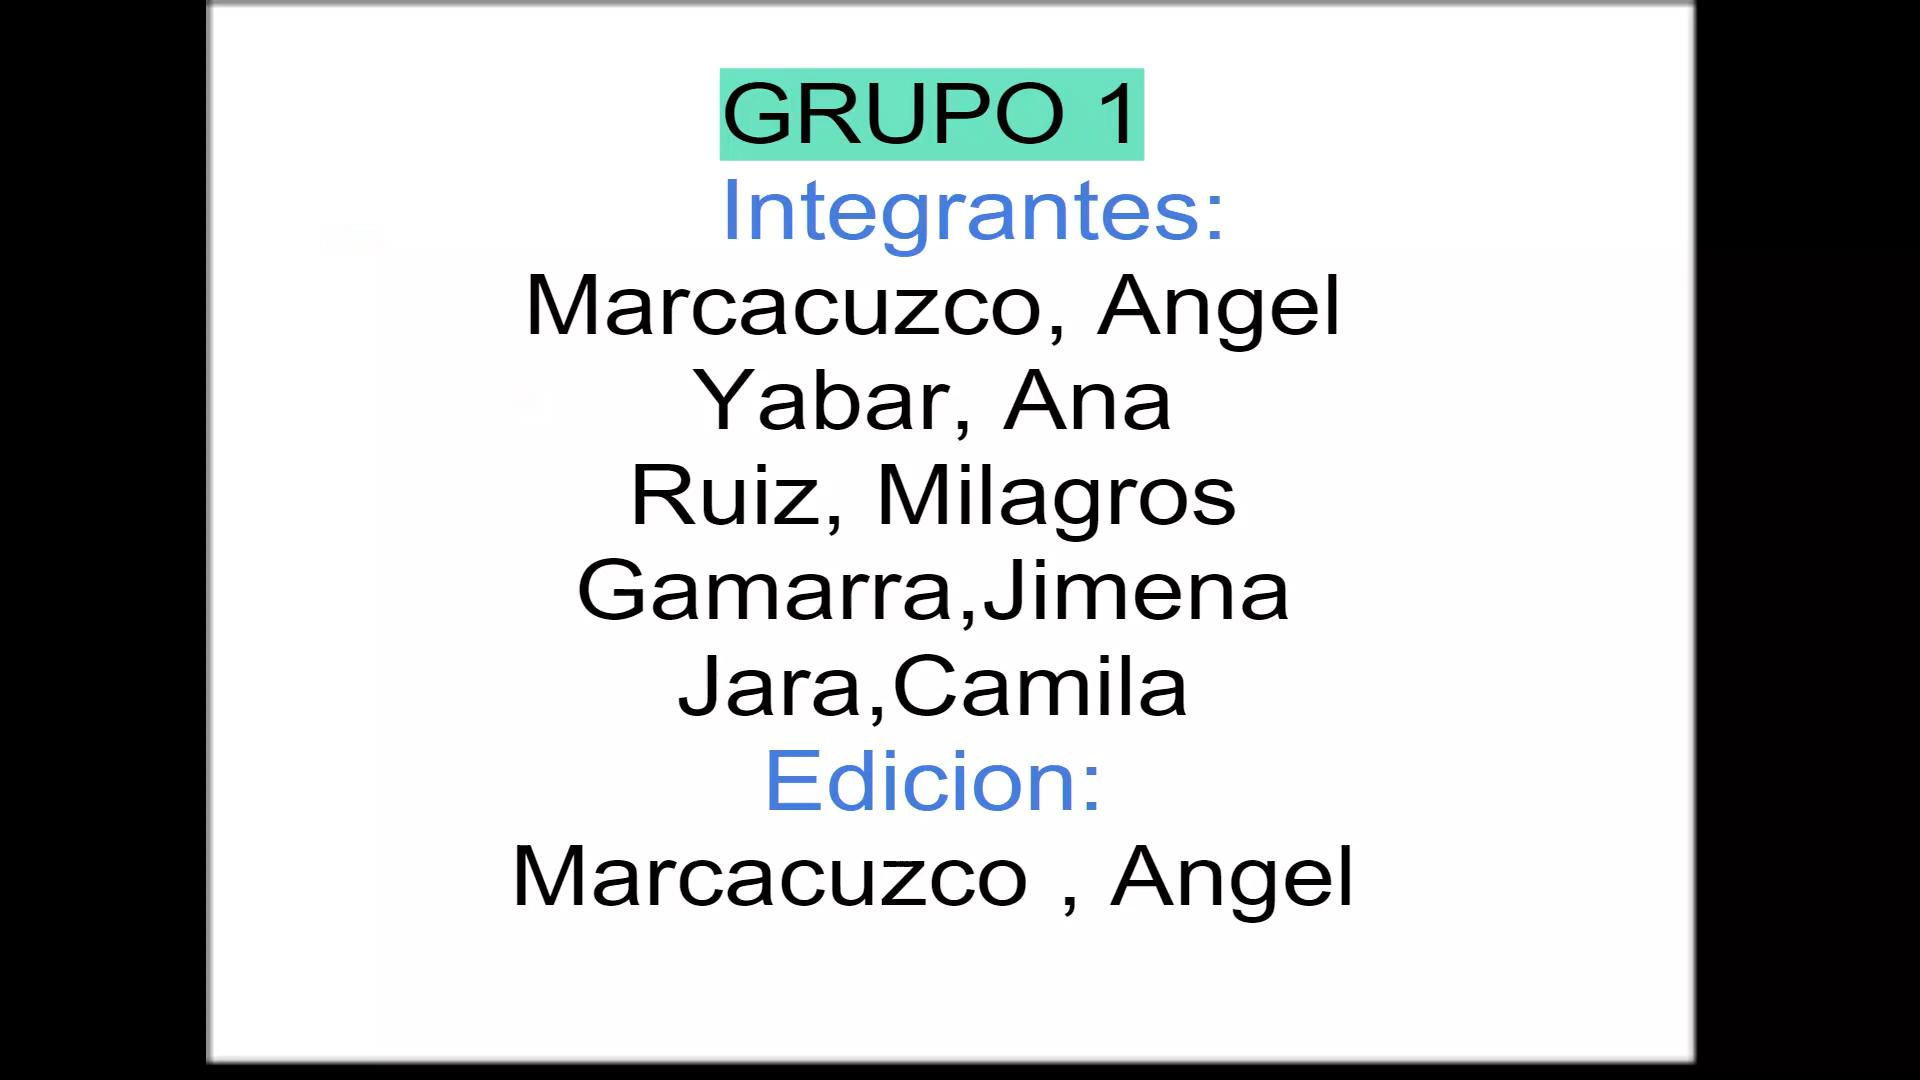 GRUPO 1
Integrantes:
Marcacuzco, Angel
Yabar, Ana
Ruiz, Milagros
Gamarra,Jimena
Jara,Camila
Edicion:
Marcacuzco , Angel